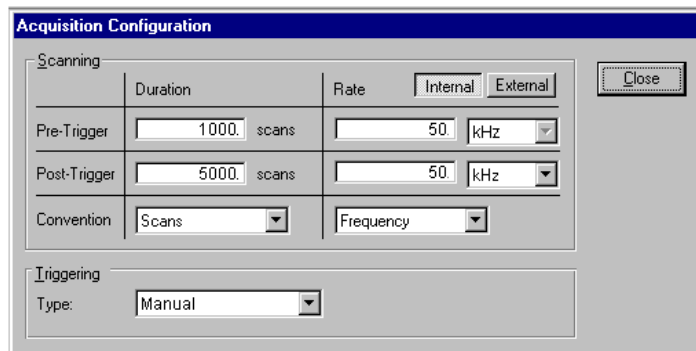 Acquisition Configuration
Scanning
Duration Rate Internal External
Close
Pre-Trigger 1000. scans 50. kHz
Post-Trigger 5000. scans 50. kHz
Convention Scans Frequency
Triggering
Type: Manual